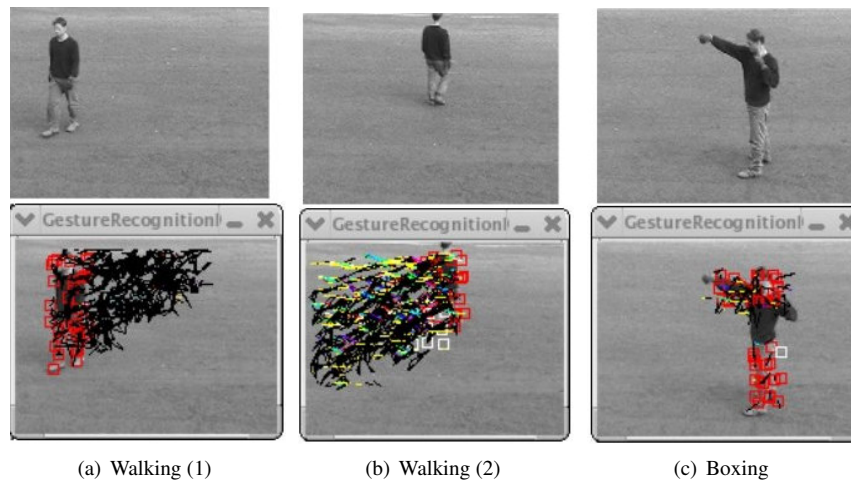 GestureRecognition
GestureRecognition
GestureRecognition
(a) Walking (1)
(b) Walking (2)
(c) Boxing